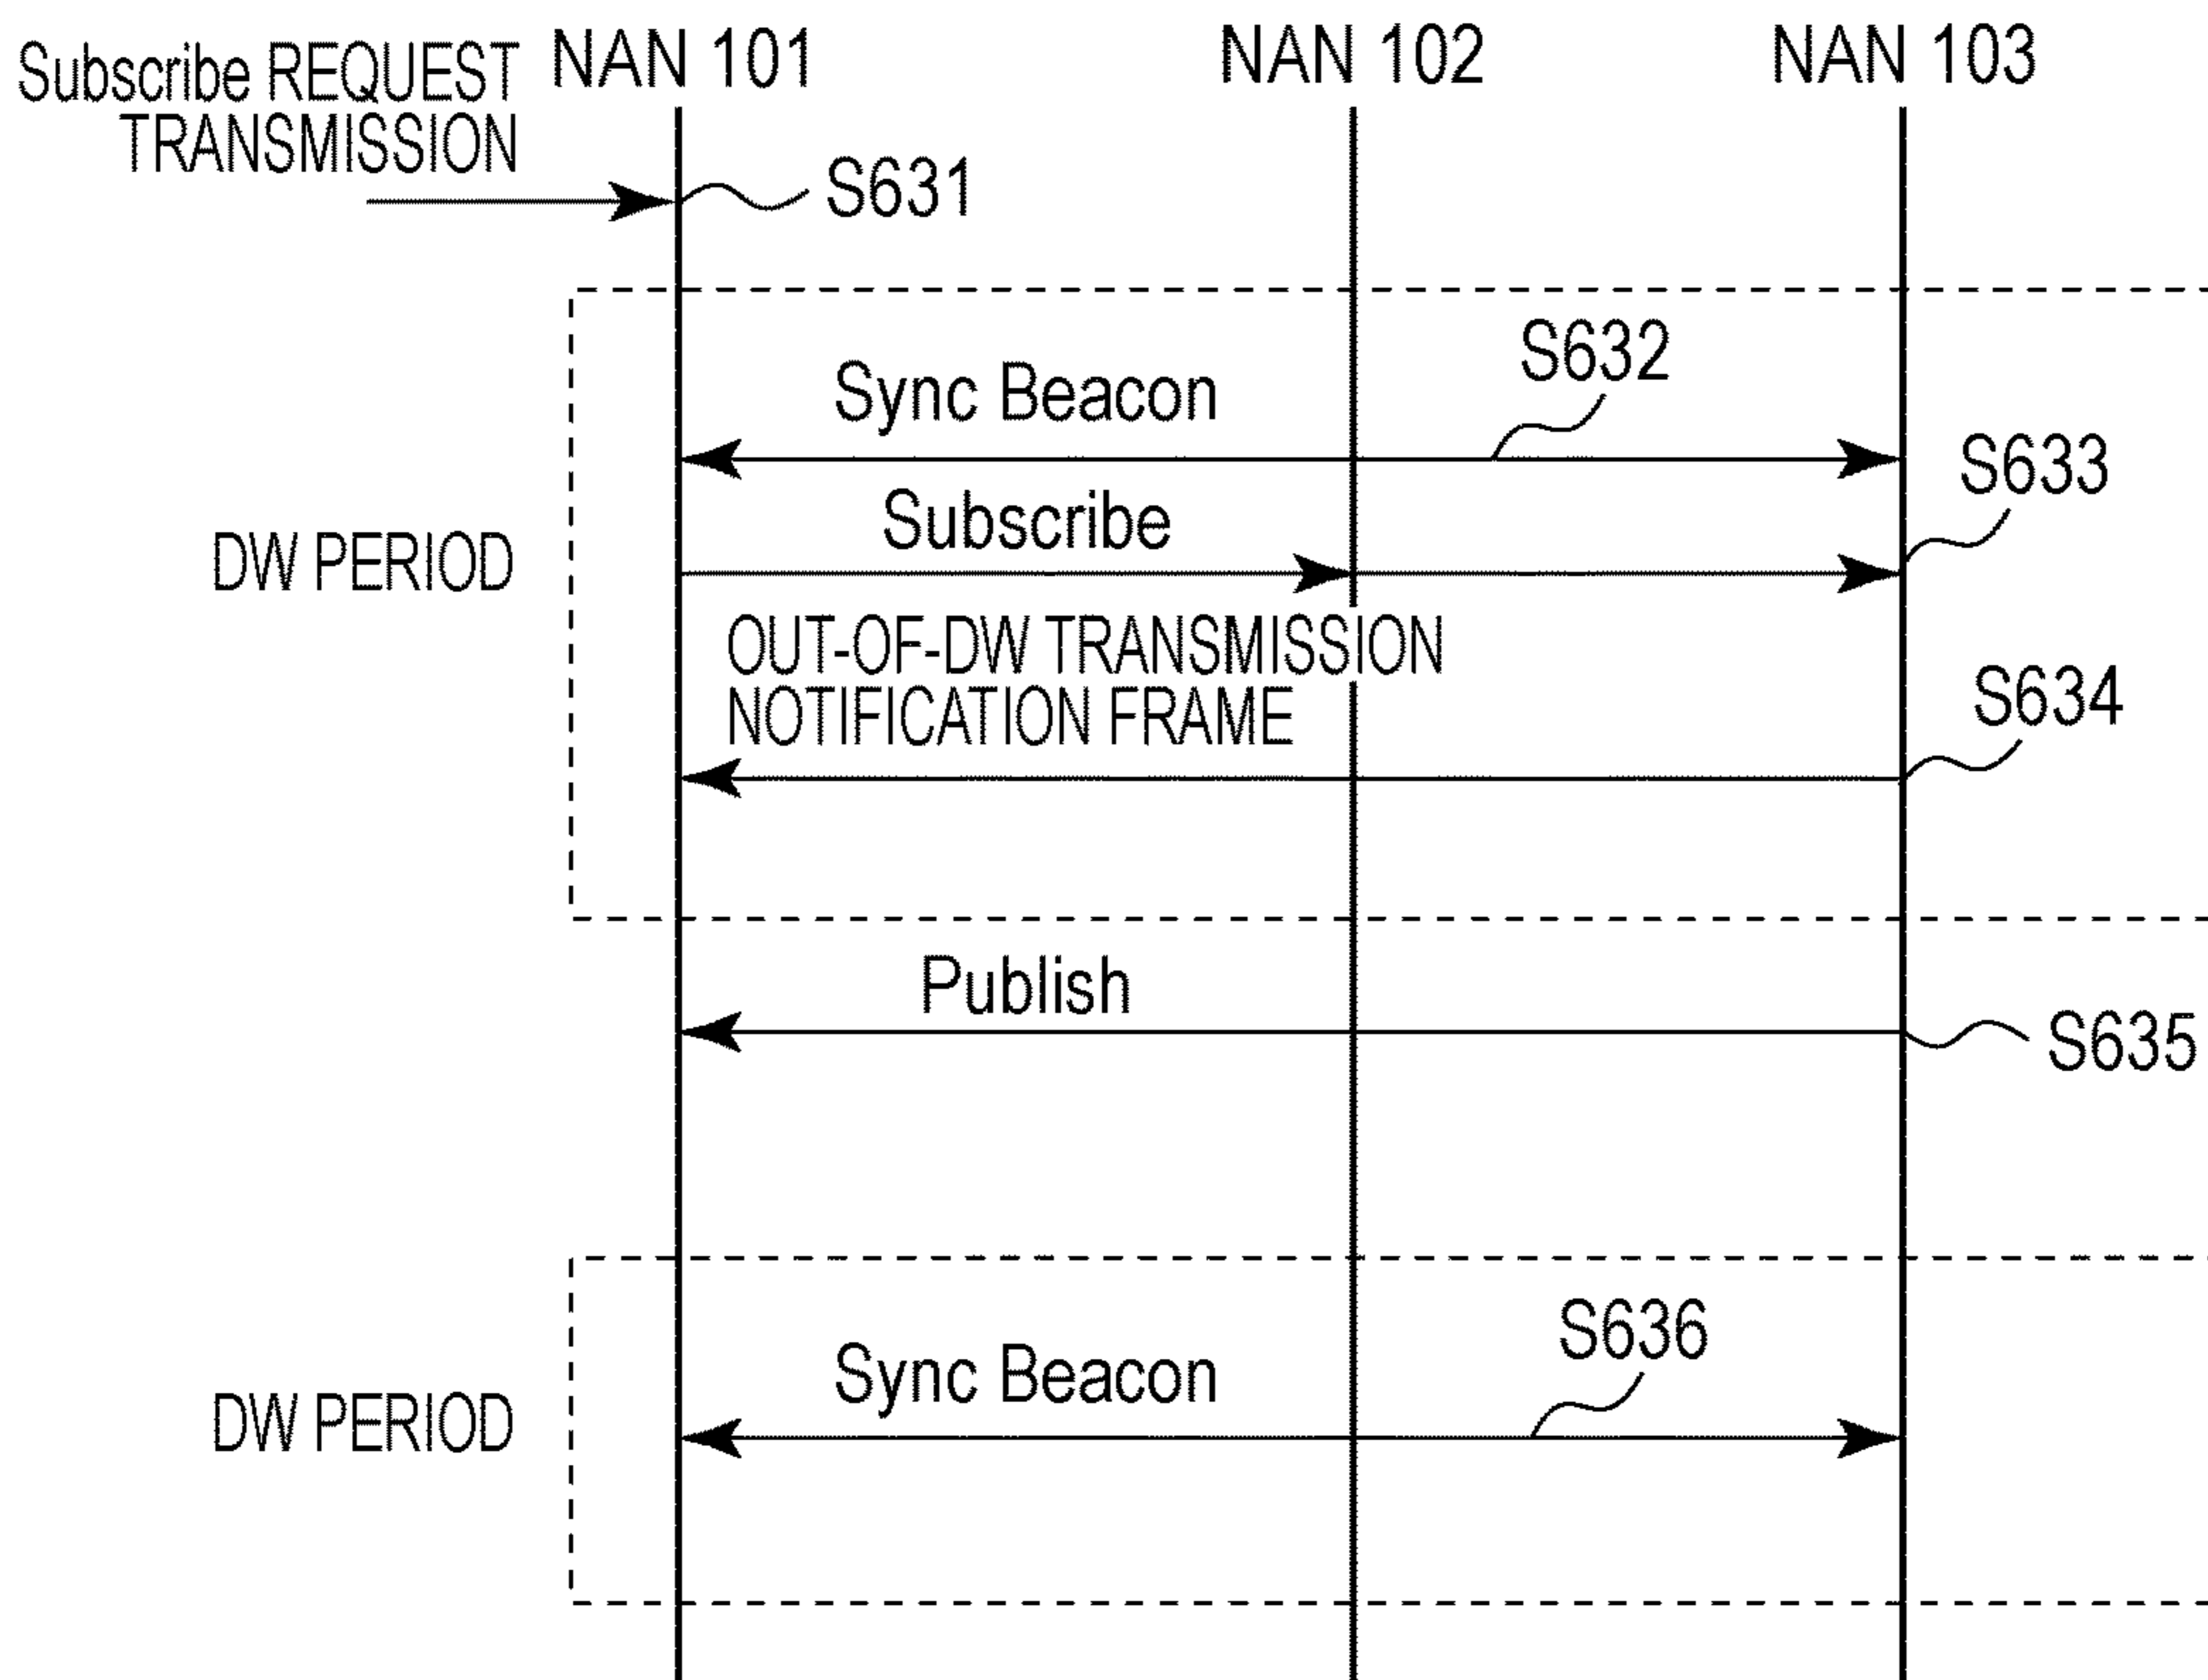 Subscribe REQUEST
TRANSMISSION
NAN 101
NAN 102
NAN 103
S631
S632
Sync Beacon
S633
Subscribe
DW PERIOD
OUT-OF-DW TRANSMISSION
NOTIFICATION FRAME
S634
Publish
S635
S636
Sync Beacon
DW PERIOD